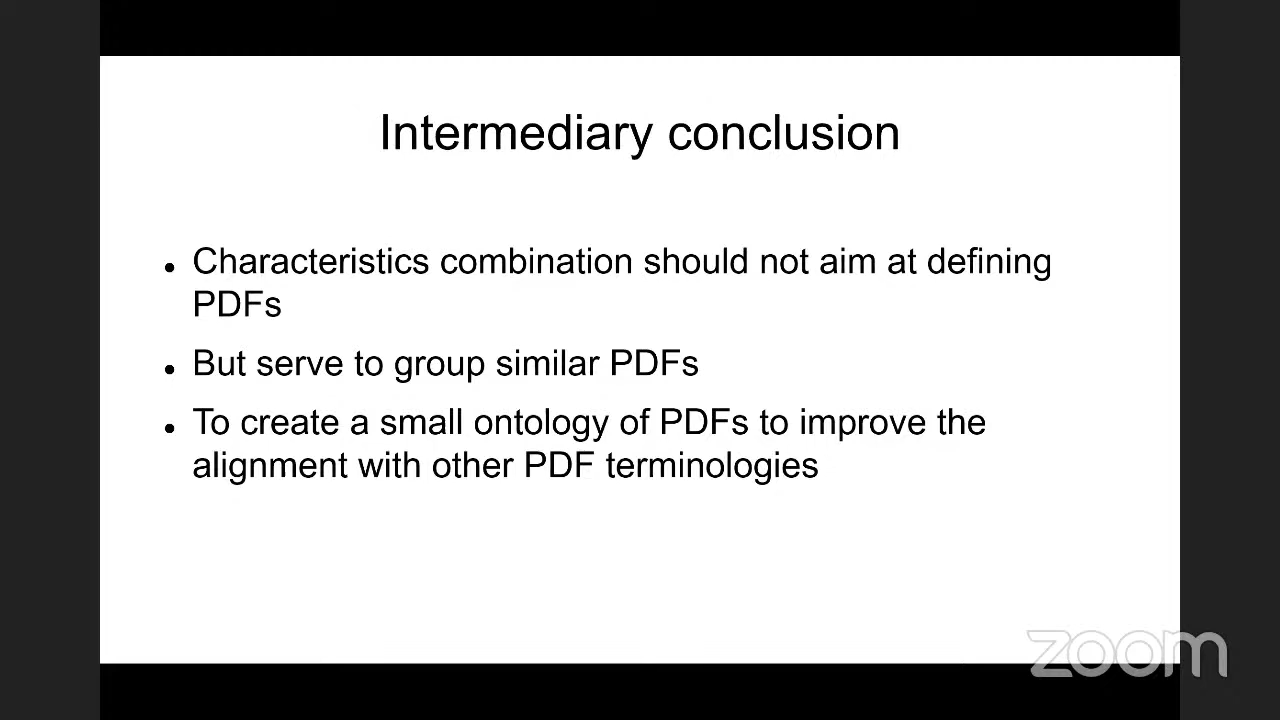 Intermediary conclusion
• Characteristics combination should not aim at defining
PDFs
• But serve to group similar PDFs
• To create a small ontology of PDFs to improve the
alignment with other PDF terminologies
zoom